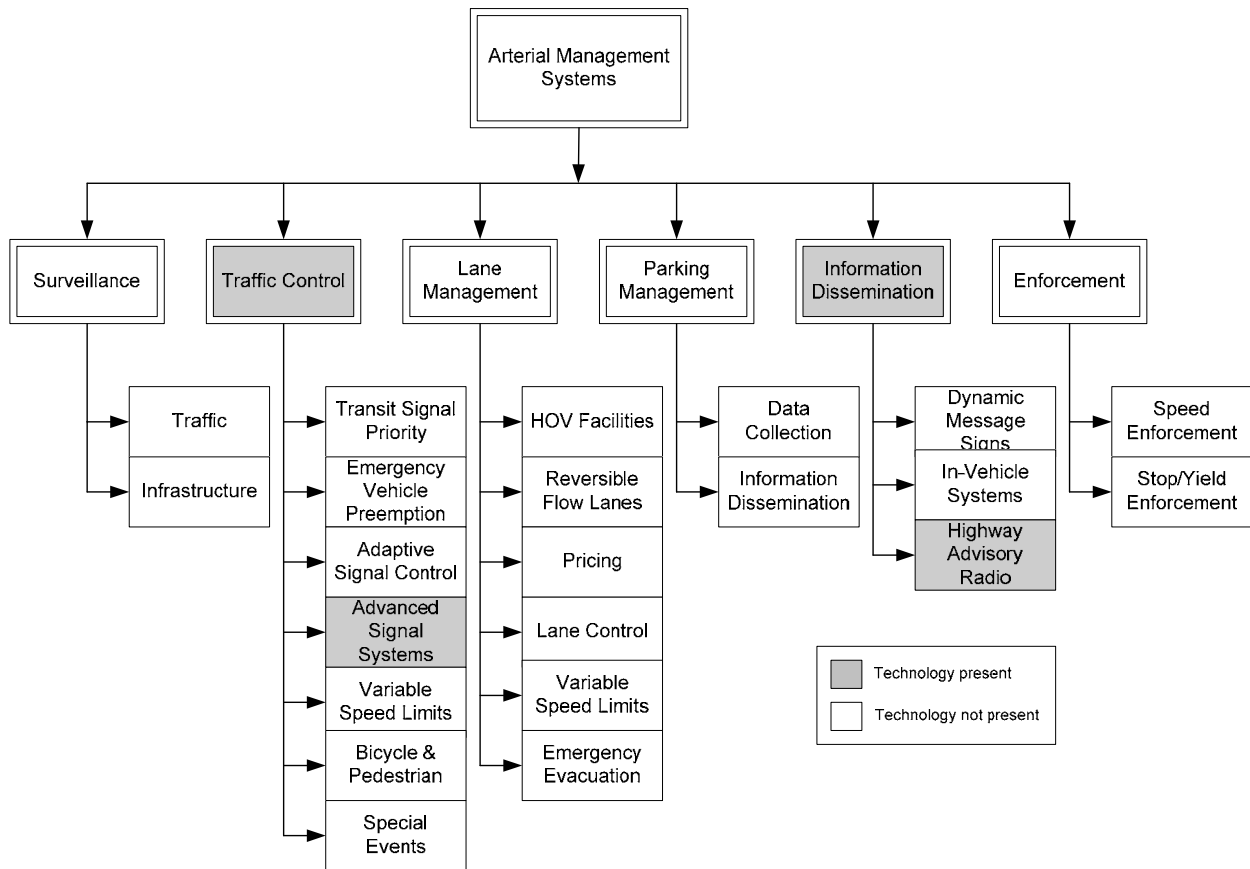 Arterial Management
Systems
Surveillance
Traffic Control
Lane
Management
Parking
Management
Information
Dissemination
Enforcement
Traffic
Infrastructure
Transit Signal
Priority
Emergency
Vehicle
Preemption
Adaptive
Signal Control
Advanced
Signal
Systems
Variable
Speed Limits
Bicycle &
Pedestrian
Special
Events
HOV Facilities
Reversible
Flow Lanes
Pricing
Lane Control
Variable
Speed Limits
Emergency
Evacuation
Data
Collection
Information
Dissemination
Dynamic
Message
Signs
In-Vehicle
Systems
Highway
Advisory
Radio
Speed
Enforcement
Stop/Yield
Enforcement
Technology present
Technology not present